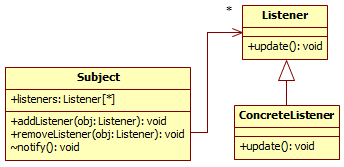 *
Listener
+update(): void
Subject
+listeners: Listener[*]
+addListener(obj: Listener): void
+removeListener(obj: Listener): void
~notify(): void
ConcreteListener
+update(): void